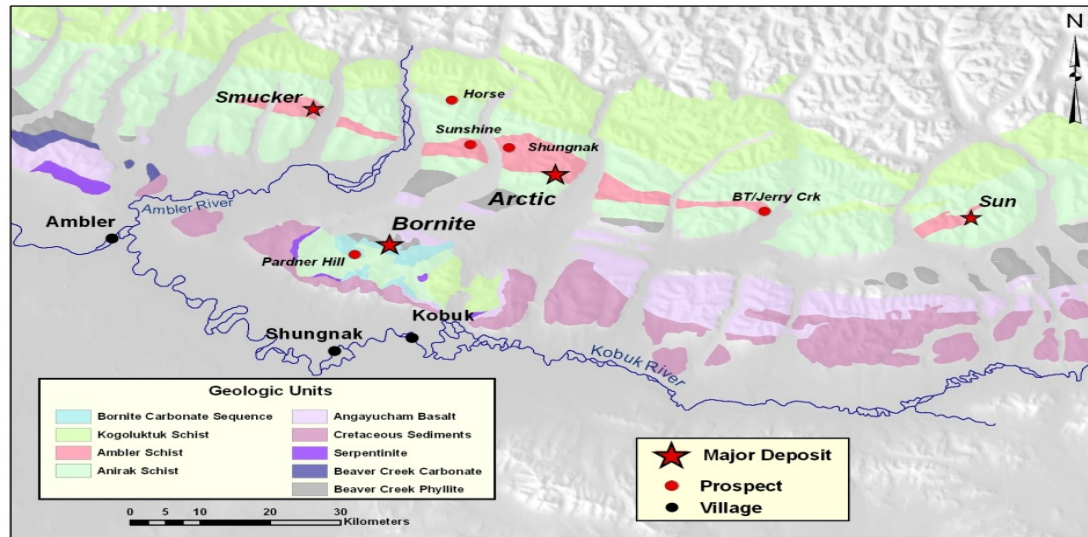 N
Smucker
Horse
Sunshine
Shungnak
Arctic
BT/Jerry Crk
Sun
Ambler
Ambler River
Bornite
Pardner Hill
Kobuk
Shungnak
Kobuk River
Geologic Units
Bornite Carbonate Sequence
Kogoluktuk Schist
Ambler Schist
Anirak Schist
Angayucham Basalt
Cretaceous Sediments
Serpentinite
Beaver Creek Carbonate
Beaver Creek Phyllite
Major Deposit
Prospect
Village
0 5 10 20 30
Kilometers